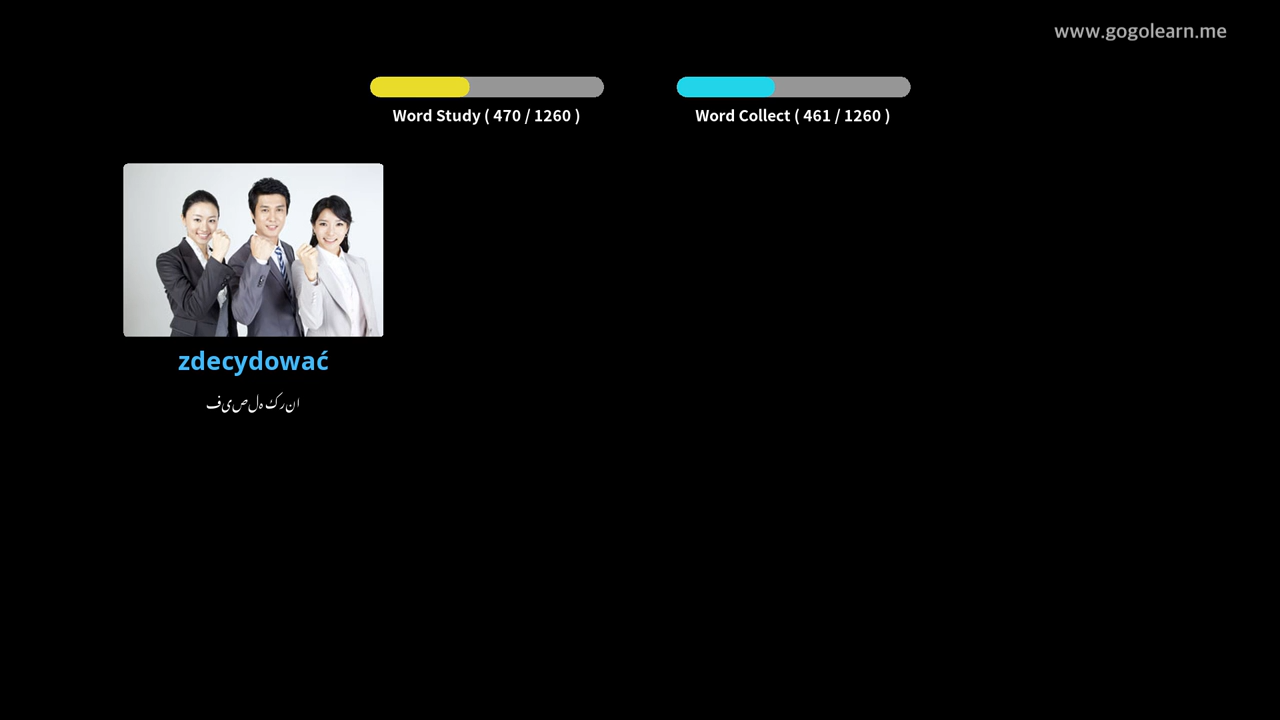 www.gogolearn.me
Word Study ( 470 / 1260 )
Word Collect ( 461 / 1260 )
zdecydować
فیصلہ کرنا